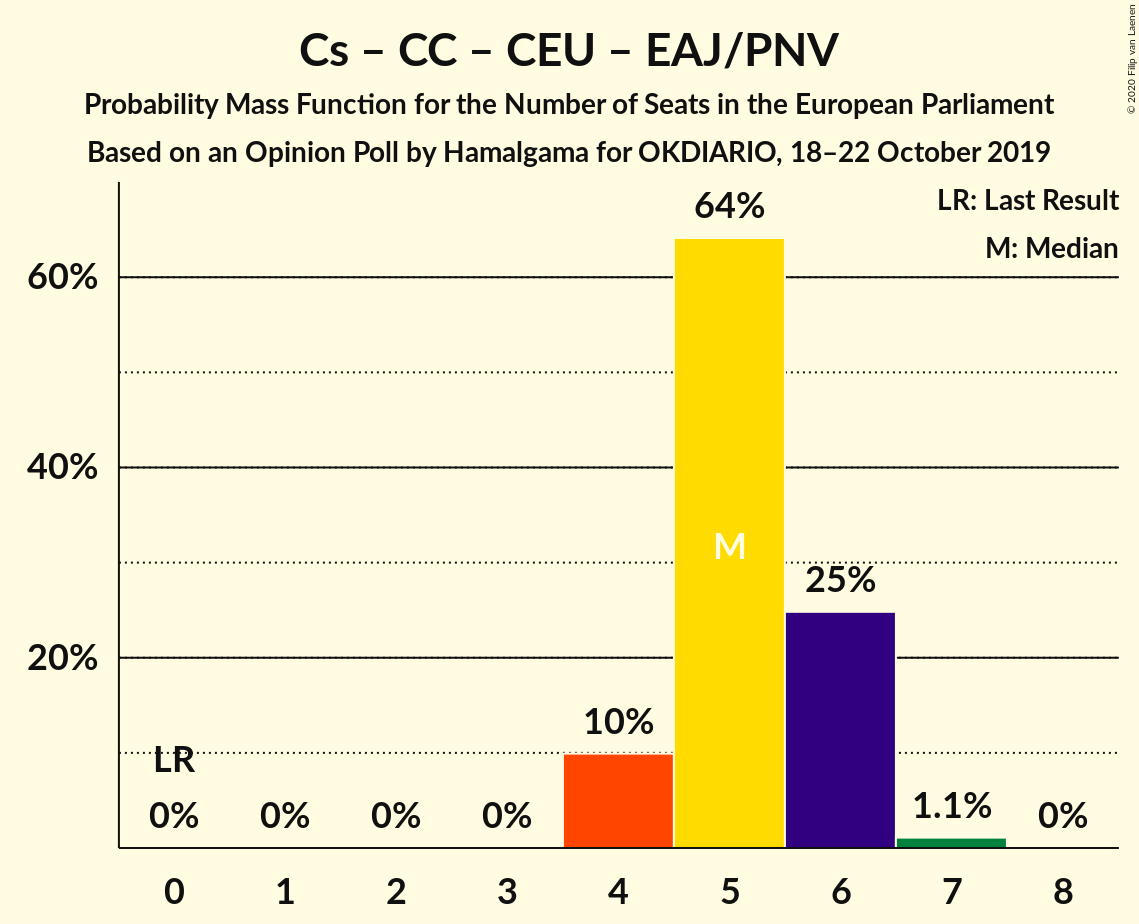 Cs – CC – CEU – EAJ/PNV
Probability Mass Function for the Number of Seats in the European Parliament
Based on an Opinion Poll by Hamalgama for OKDIARIO, 18–22 October 2019
© 2020 Filip van Laenen
LR: Last Result
M: Median
60%
40%
20%
64%
M
25%
10%
LR
0%
0%
0%
0%
1.1%
0%
0 1 2 3 4 5 6 7 8